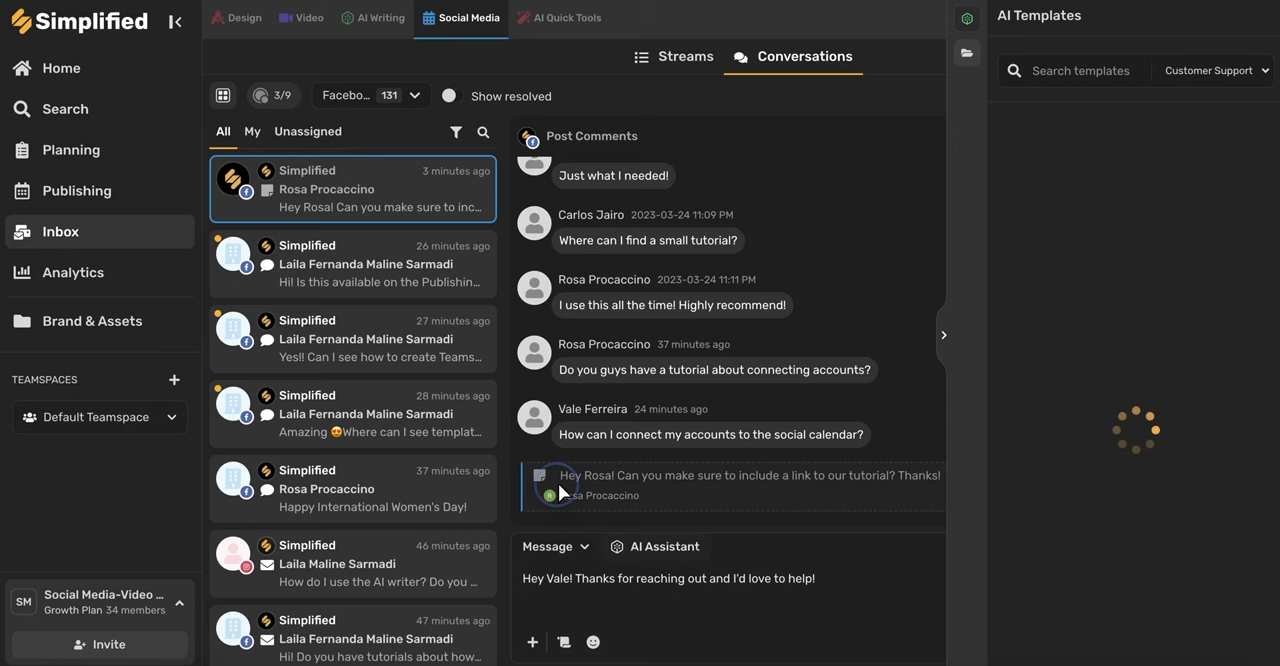 Simplified
Home
Search
Planning
Publishing
Inbox
Analytics
Brand & Assets
TEAMSPACES
Default Teamspace
SM
Social Media-Video ...
Growth Plan 34 members
Invite
Design
Video
AI Writing
Social Media
AI Quick Tools
Streams
Conversations
3/9
Facebo... 131
Show resolved
All
My
Unassigned
Simplified 3 minutes ago
Rosa Procaccino
Hey Rosa! Can you make sure to inc...
Simplified 26 minutes ago
Laila Fernanda Maline Sarmadi
Hi! Is this available on the Publishin...
Simplified 27 minutes ago
Laila Fernanda Maline Sarmadi
Yes!! Can I see how to create Teams...
Simplified 28 minutes ago
Laila Fernanda Maline Sarmadi
Amazing 😍Where can I see templat...
Simplified 37 minutes ago
Rosa Procaccino
Happy International Women's Day!
Simplified 46 minutes ago
Laila Maline Sarmadi
How do I use the AI writer? Do you ...
Simplified 47 minutes ago
Laila Fernanda Maline Sarmadi
Hi! Do you have tutorials about how...
Post Comments
Just what I needed!
Carlos Jairo 2023-03-24 11:09 PM
Where can I find a small tutorial?
Rosa Procaccino 2023-03-24 11:11 PM
I use this all the time! Highly recommend!
Rosa Procaccino 37 minutes ago
Do you guys have a tutorial about connecting accounts?
Vale Ferreira 24 minutes ago
How can I connect my accounts to the social calendar?
Hey Rosa! Can you make sure to include a link to our tutorial? Thanks!
Procaccino
Message
AI Assistant
Hey Vale! Thanks for reaching out and I'd love to help!
AI Templates
Search templates
Customer Support